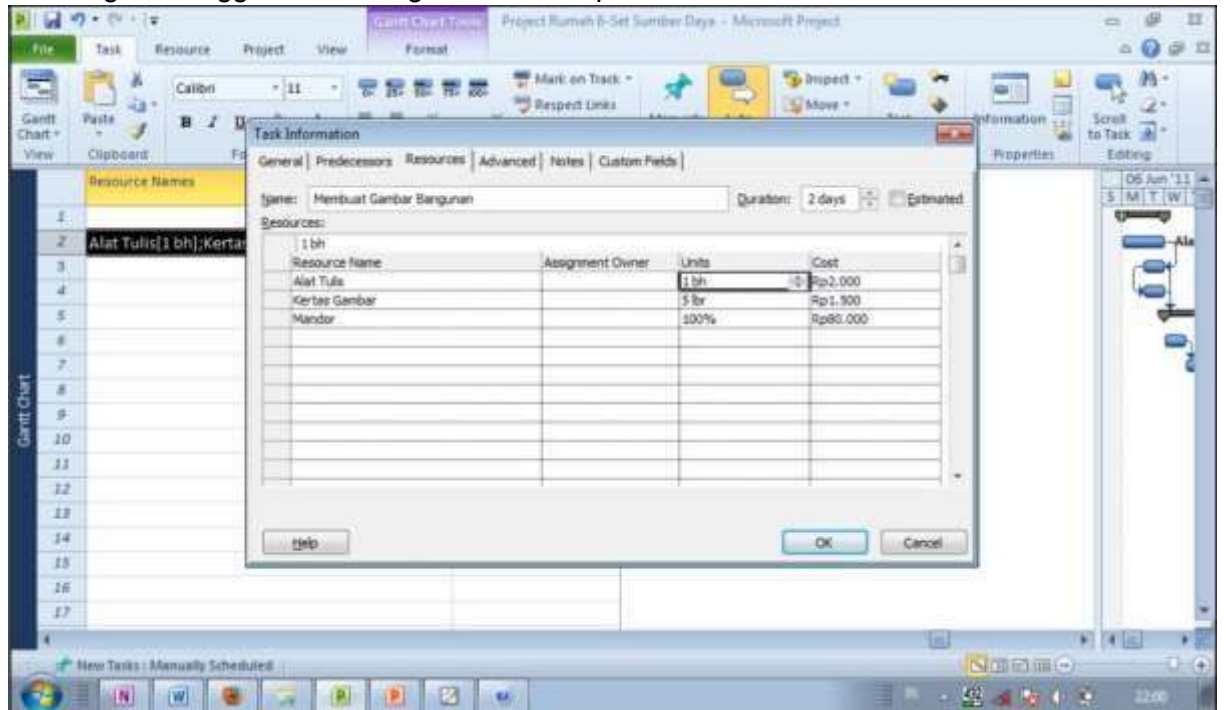 Gantt Chart Tools Project Rumah B-Set Sumber Daya - Microsoft Project
File Task Resource Project View Format
Calibri 11 Mark on Track Inspect
Gantt Chart Paste Respect Links Move Information Scroll to Task
B I U
View Clipboard Properties Editing
Task Information
General Predecessors Resources Advanced Notes Custom Fields
Resource Names 06 Jun '11
S M T W
Name: Membuat Gambar Bangunan Duration: 2 days Estimated
Resources:
1 bh
Resource Name Assignment Owner Units Cost
Alat Tulis 1 bh Rp2.000
Kertas Gambar 5 lbr Rp1.500
Mandor 100% Rp80.000
Help OK Cancel
1
2 Alat Tulis[1 bh];Kertas
3
4
5
6
7
8
9
10
11
12
13
14
15
16
17
Gantt Chart
New Tasks : Manually Scheduled
22:00